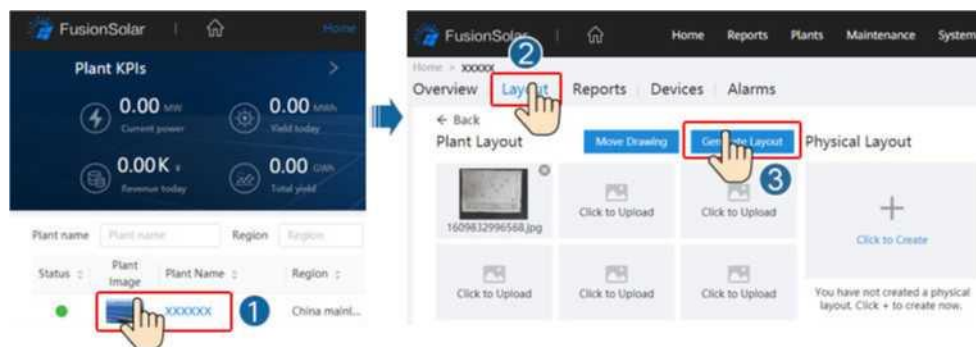 FusionSolar
Home
Plant KPIs
0.00 MW
Current power
0.00 MWh
Yield today
0.00K ¥
Revenue today
0.00 GWh
Total yield
Plant name Plant name Region Region
Status Plant Image Plant Name Region
XXXXXX China mainl...
1
FusionSolar Home Reports Plants Maintenance System
2
Home > XXXXX
Overview Layout Reports Devices Alarms
← Back
Plant Layout Move Drawing Generate Layout Physical Layout
3
1609832996568.jpg
Click to Upload
Click to Upload
Click to Create
Click to Upload
Click to Upload
Click to Upload
You have not created a physical
layout. Click + to create now.